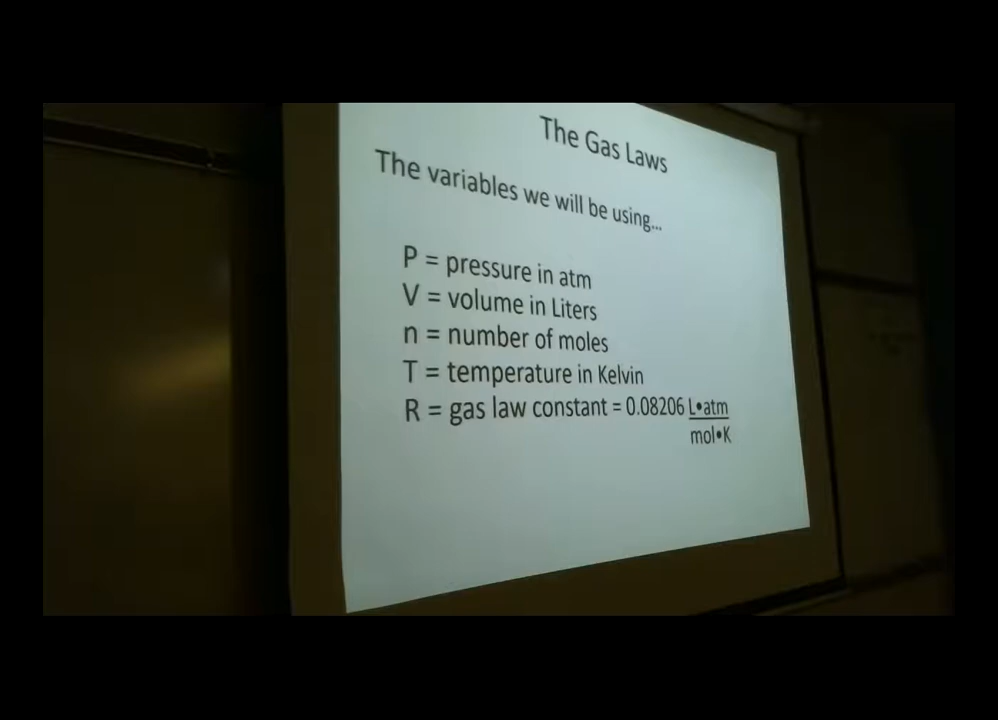 The Gas Laws
The variables we will be using...
P = pressure in atm
V = volume in Liters
n = number of moles
T = temperature in Kelvin
R = gas law constant = 0.08206 L•atm
mol•K